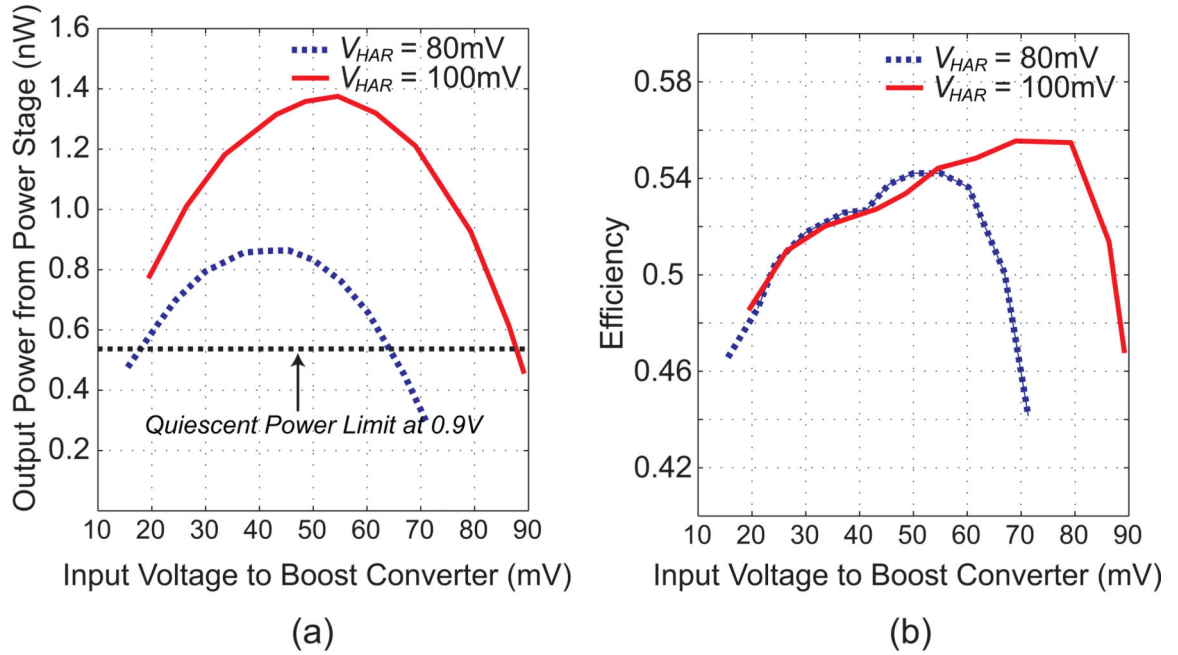 Output Power from Power Stage (nW)
1.6
1.4
1.2
1.0
0.8
0.6
0.4
0.2
V_HAR = 80mV
V_HAR = 100mV
Quiescent Power Limit at 0.9V
10 20 30 40 50 60 70 80 90
Input Voltage to Boost Converter (mV)
(a)
Efficiency
0.58
0.54
0.5
0.46
0.42
V_HAR = 80mV
V_HAR = 100mV
10 20 30 40 50 60 70 80 90
Input Voltage to Boost Converter (mV)
(b)